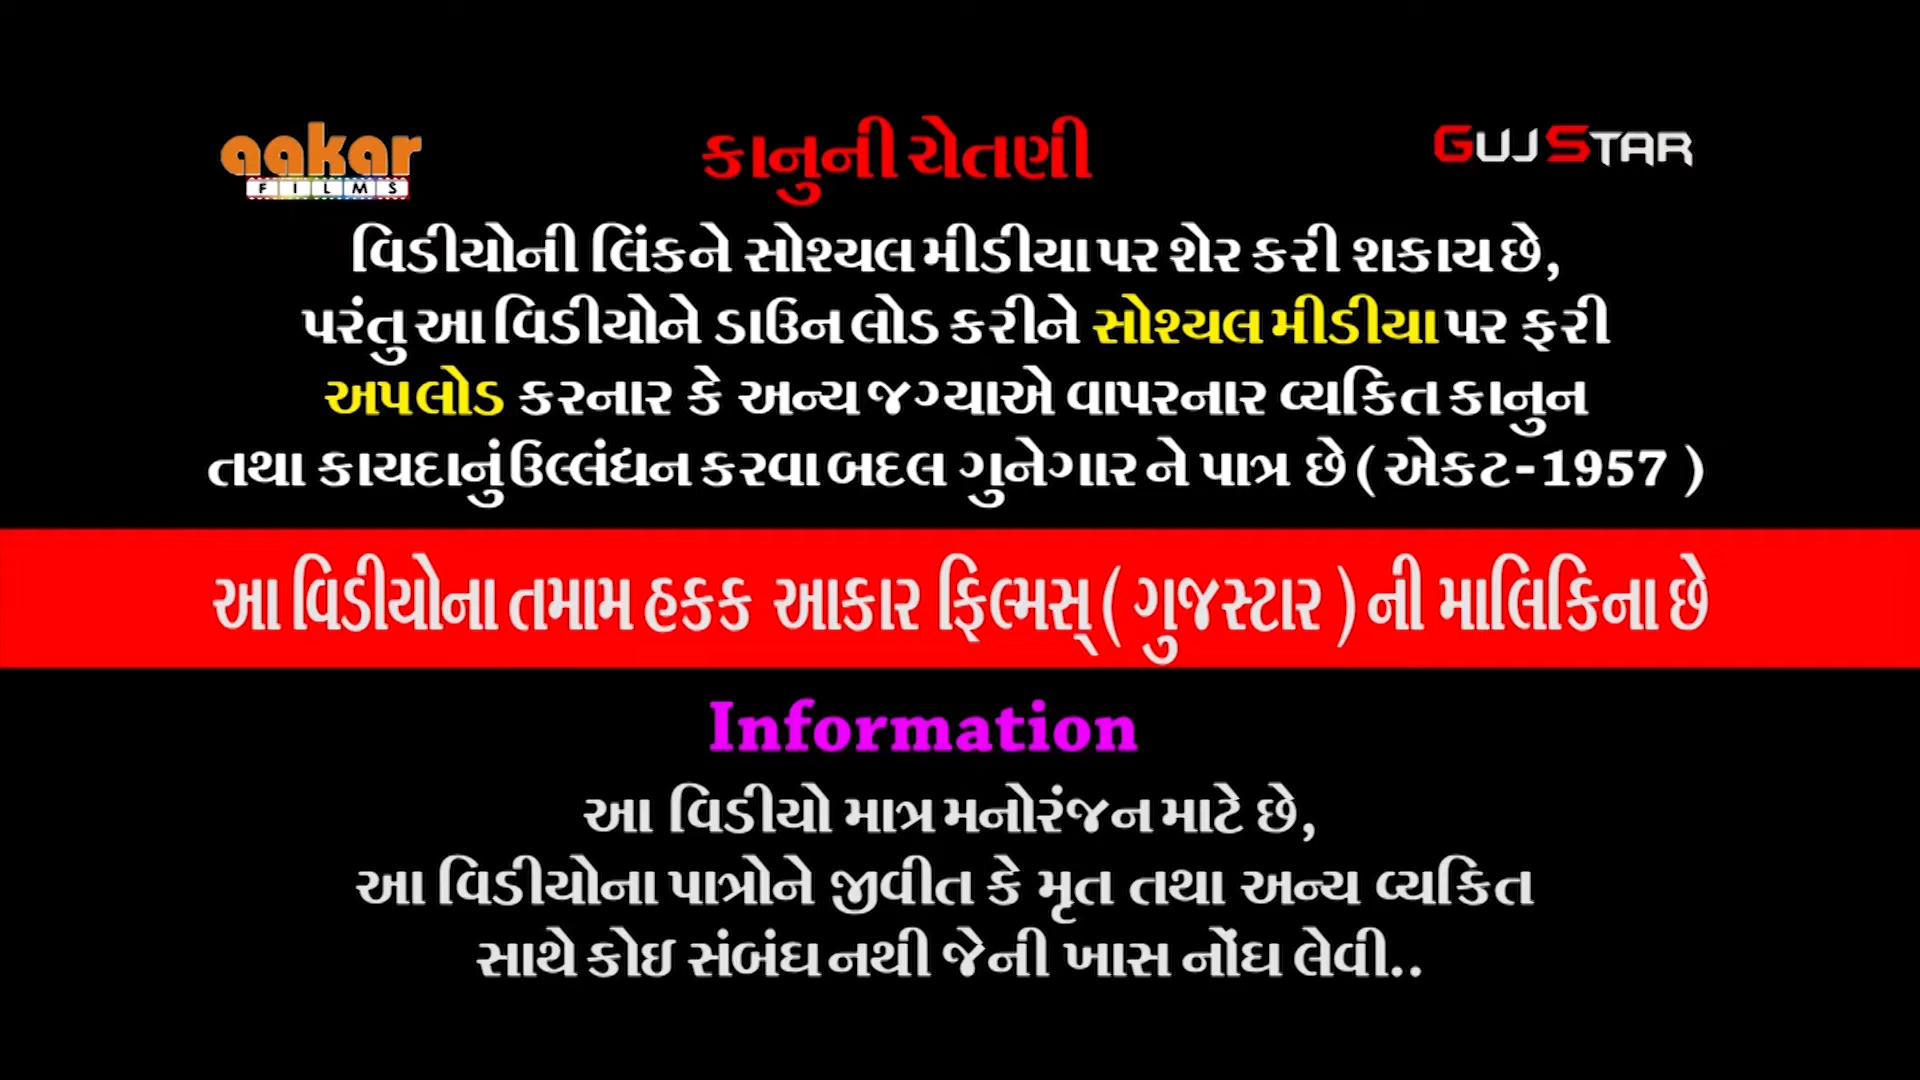 aakar
FILMS
કાનુની ચેતણી
GUJSTAR
વિડીયોની લિંકને સોશ્યલ મીડીયા પર શેર કરી શકાય છે,
પરંતુ આ વિડીયોને ડાઉન લોડ કરીને સોશ્યલ મીડીયા પર ફરી
અપલોડ કરનાર કે અન્ય જગ્યાએ વાપરનાર વ્યકિત કાનુન
તથા કાયદાનું ઉલ્લંઘન કરવા બદલ ગુનેગાર ને પાત્ર છે ( એકટ-1957 )
આ વિડીયોના તમામ હકક આકાર ફિલ્મસ્ ( ગુજસ્ટાર ) ની માલિકિના છે
Information
આ વિડીયો માત્ર મનોરંજન માટે છે,
આ વિડીયોના પાત્રોને જીવીત કે મૃત તથા અન્ય વ્યકિત
સાથે કોઇ સંબંઘ નથી જેની ખાસ નોંઘ લેવી..